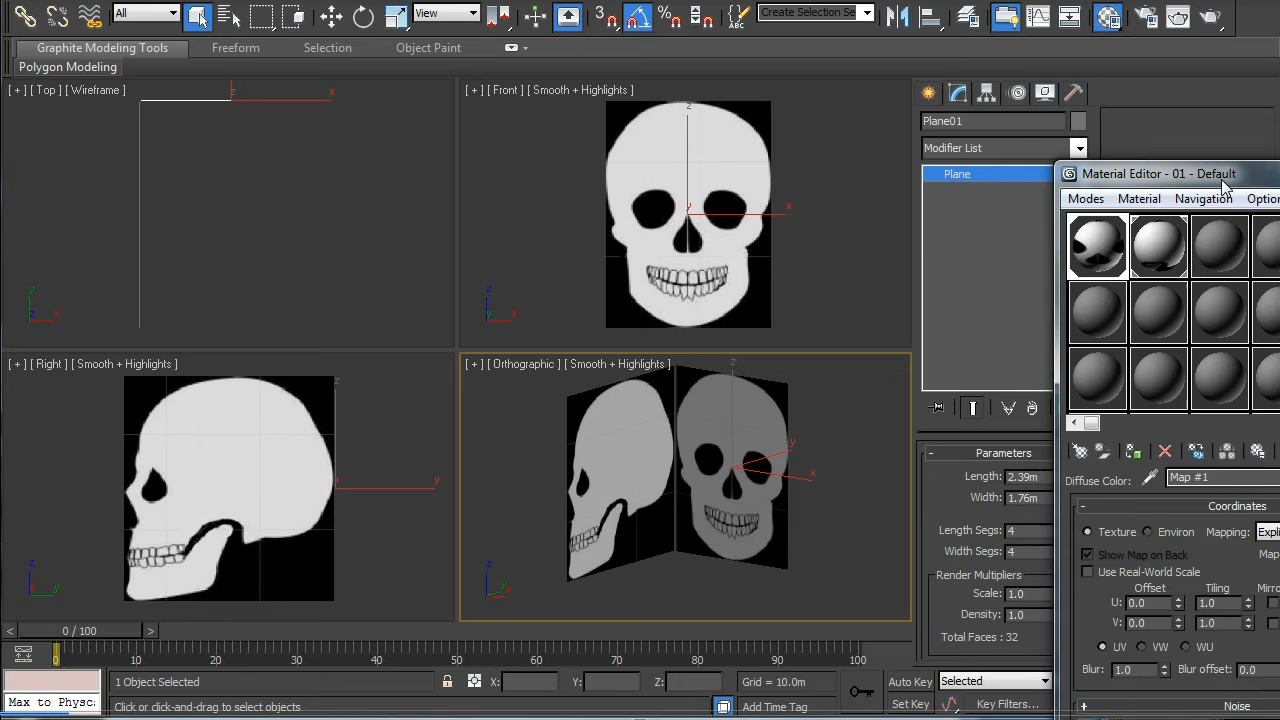 All
View
3
%
ABC
Create Selection Se
Graphite Modeling Tools
Freeform
Selection
Object Paint
Polygon Modeling
[ + ] [ Top ] [ Wireframe ]
z
x
y
z
x
[ + ] [ Front ] [ Smooth + Highlights ]
z
y
x
z
y
x
[ + ] [ Right ] [ Smooth + Highlights ]
z
x
y
z
x
y
[ + ] [ Orthographic ] [ Smooth + Highlights ]
z
y
x
z
y
x
Plane01
Modifier List
Plane
Parameters
Length: 2.39m
Width: 1.76m
Length Segs: 4
Width Segs: 4
Render Multipliers
Scale: 1.0
Density: 1.0
Total Faces : 32
Material Editor - 01 - Default
Modes Material Navigation Option
Diffuse Color: Map #1
Coordinates
Texture Environ Mapping: Expli
Show Map on Back Map
Use Real-World Scale
Offset Tiling Mirro
U: 0.0 1.0
V: 0.0 1.0
UV VW WU
Blur: 1.0 Blur offset: 0.0
Noise
< 0 / 100 >
0 10 20 30 40 50 60 70 80 90 100
1 Object Selected
X: Y: Z:
Grid = 10.0m
Auto Key Selected
Max to Physc
Click or click-and-drag to select objects
Add Time Tag
Set Key
Key Filters...